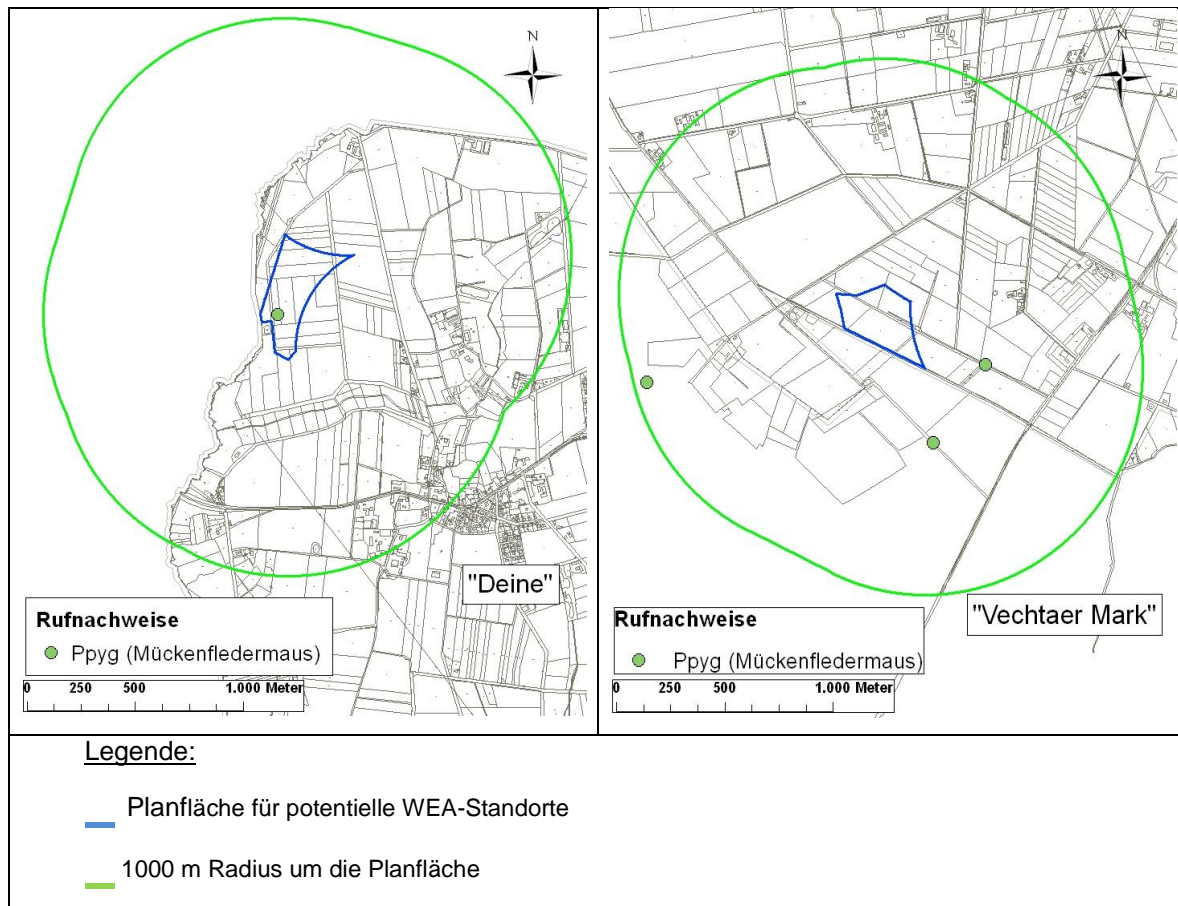 N
"Deine"
Rufnachweise
Ppyg (Mückenfledermaus)
0 250 500 1.000 Meter
N
"Vechtaer Mark"
Rufnachweise
Ppyg (Mückenfledermaus)
0 250 500 1.000 Meter
Legende:
Planfläche für potentielle WEA-Standorte
1000 m Radius um die Planfläche